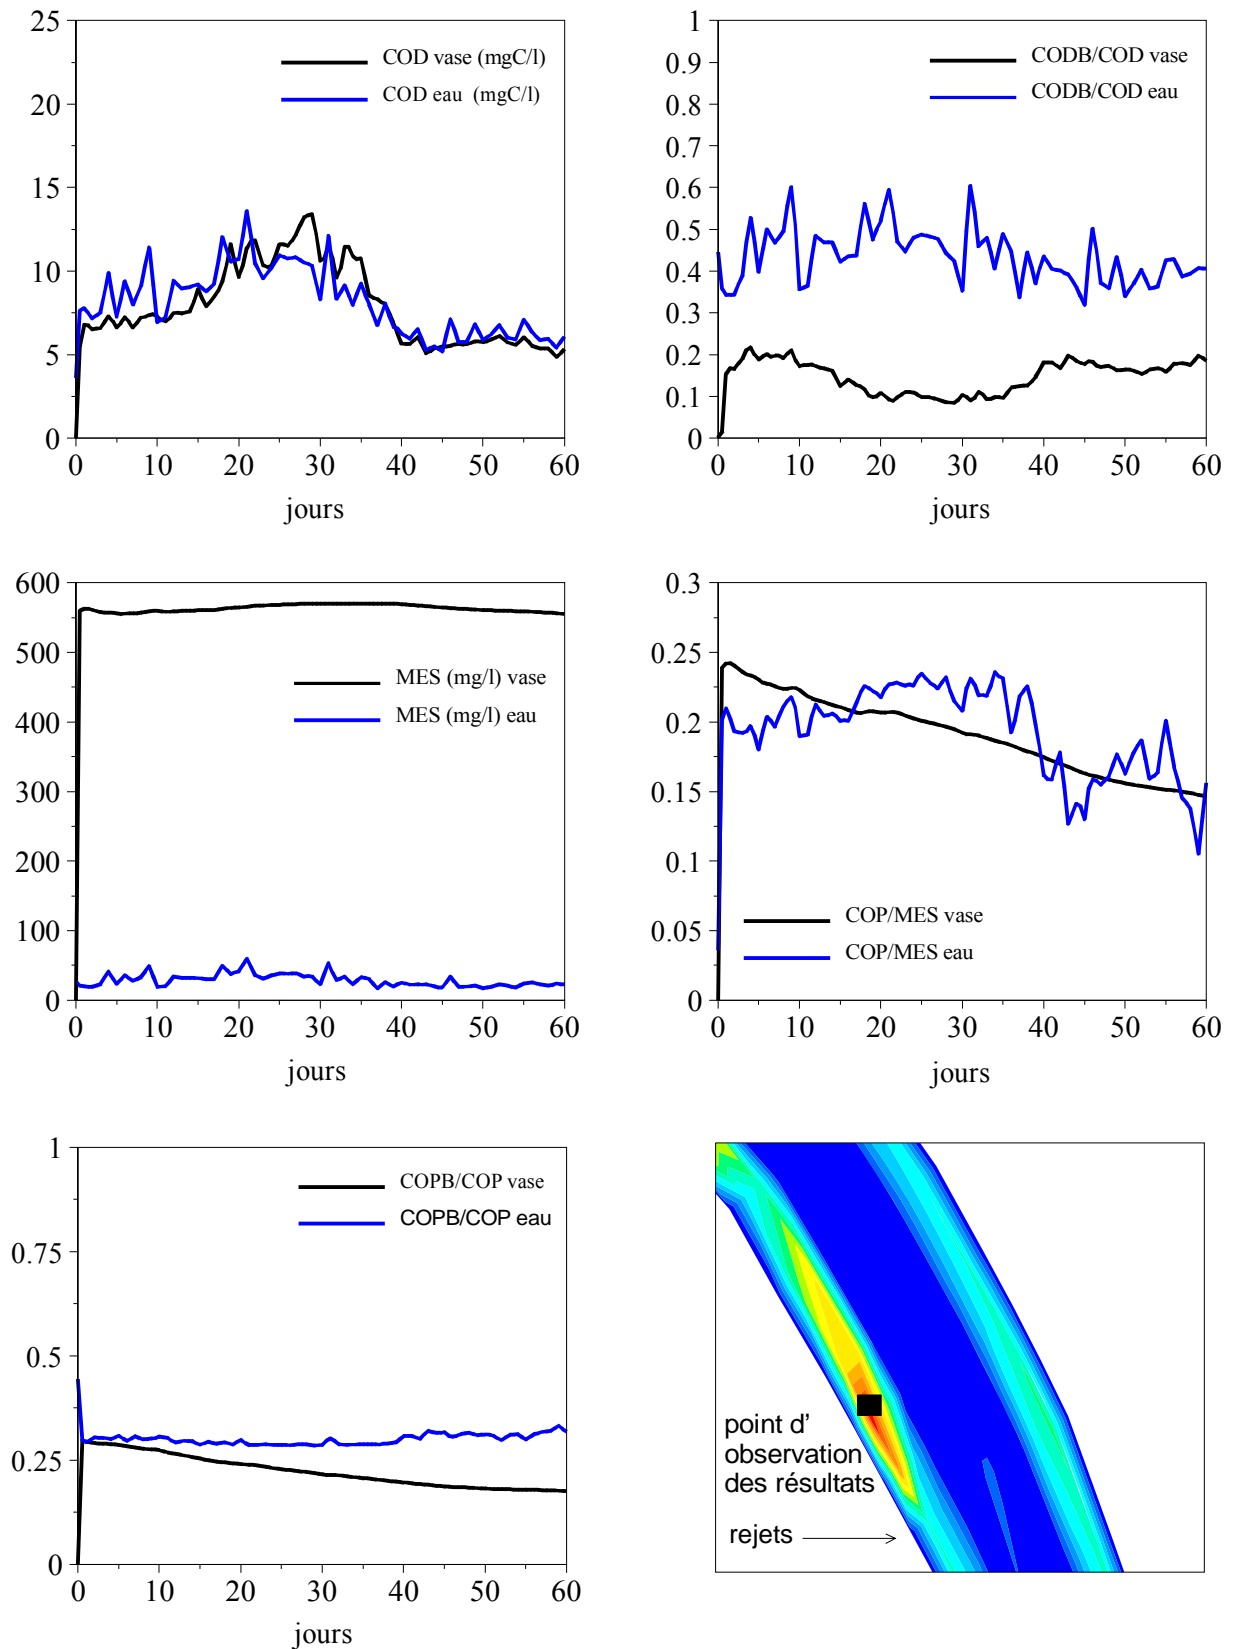 25
20
15
10
5
0
COD vase (mgC/l)
COD eau (mgC/l)
0 10 20 30 40 50 60
jours
1
0.9
0.8
0.7
0.6
0.5
0.4
0.3
0.2
0.1
0
CODB/COD vase
CODB/COD eau
0 10 20 30 40 50 60
jours
600
500
400
300
200
100
0
MES (mg/l) vase
MES (mg/l) eau
0 10 20 30 40 50 60
jours
0.3
0.25
0.2
0.15
0.1
0.05
0
COP/MES vase
COP/MES eau
0 10 20 30 40 50 60
jours
1
0.75
0.5
0.25
0
COPB/COP vase
COPB/COP eau
0 10 20 30 40 50 60
jours
point d'
observation
des résultats
rejets